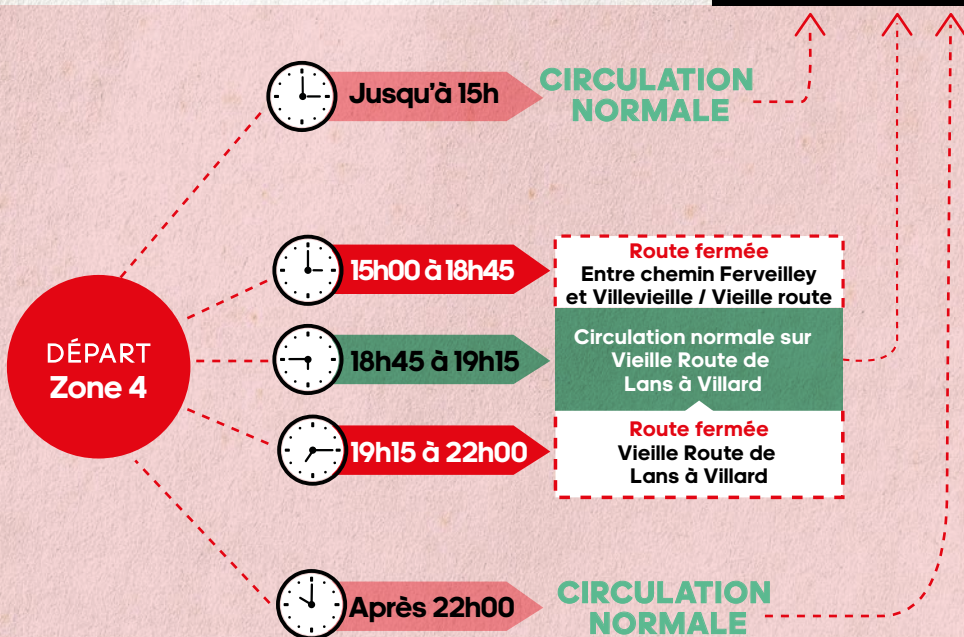 Jusqu'à 15h
CIRCULATION
NORMALE
DÉPART
Zone 4
15h00 à 18h45
Route fermée
Entre chemin Ferveilley
et Villevieille / Vieille route
18h45 à 19h15
Circulation normale sur
Vieille Route de
Lans à Villard
19h15 à 22h00
Route fermée
Vieille Route de
Lans à Villard
Après 22h00
CIRCULATION
NORMALE